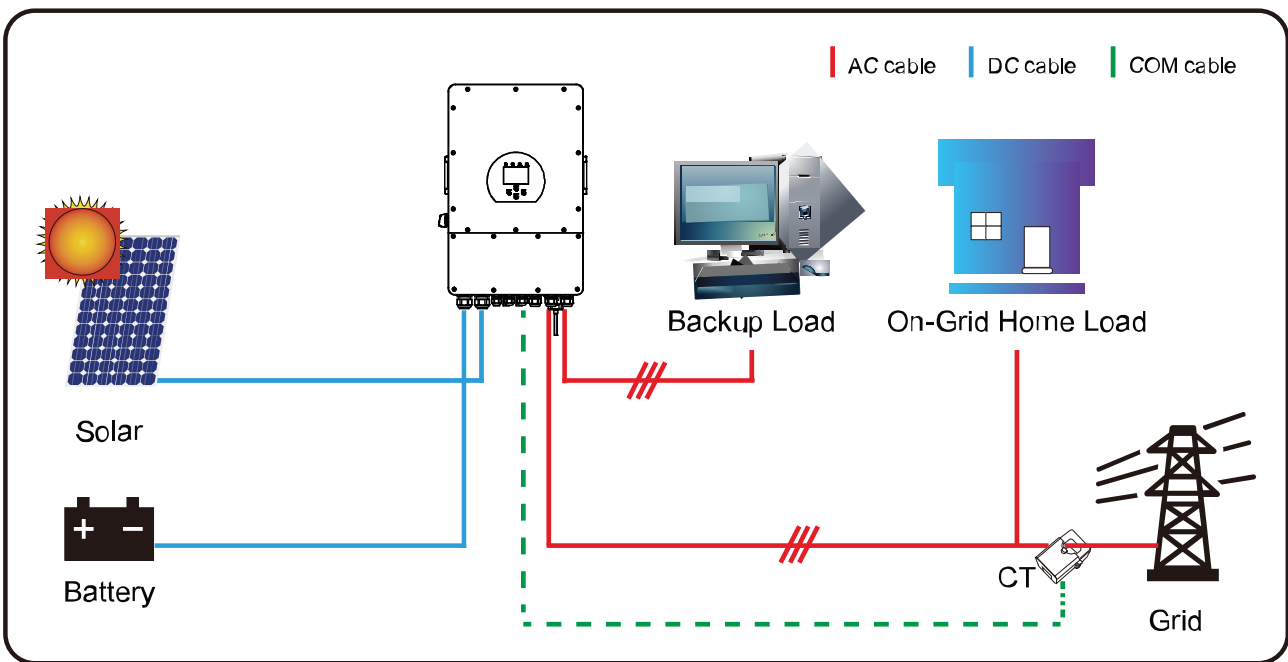 AC cable
DC cable
COM cable
Backup Load
On-Grid Home Load
Solar
+ −
Battery
CT
Grid